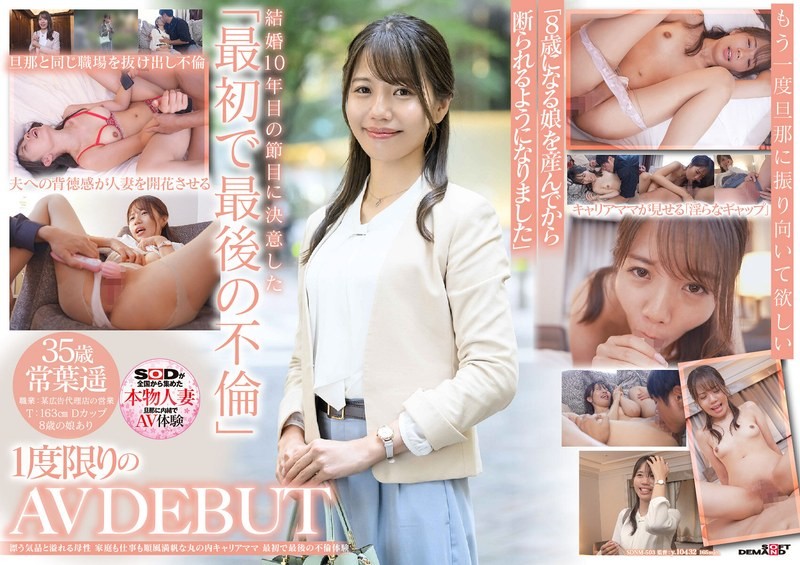 もう一度旦那に振り向いて欲しい
「8歳になる娘を産んでから
断られるようになりました」
結婚10年目の節目に決意した
「最初で最後の不倫」
旦那と同じ職場を抜け出し不倫
夫への背徳感が人妻を開花させる
キャリアママが見せる「淫らなギャップ」
35歳
常葉遥
職業:某広告代理店の営業
T:163cm Dカップ
8歳の娘あり
SODが
全国から集めた
本物人妻
旦那に内緒で
AV体験
1度限りの
AV DEBUT
漂う気品と溢れる母性 家庭も仕事も順風満帆な丸の内キャリアママ 最初で最後の不倫体験
SOFT
DEMAND